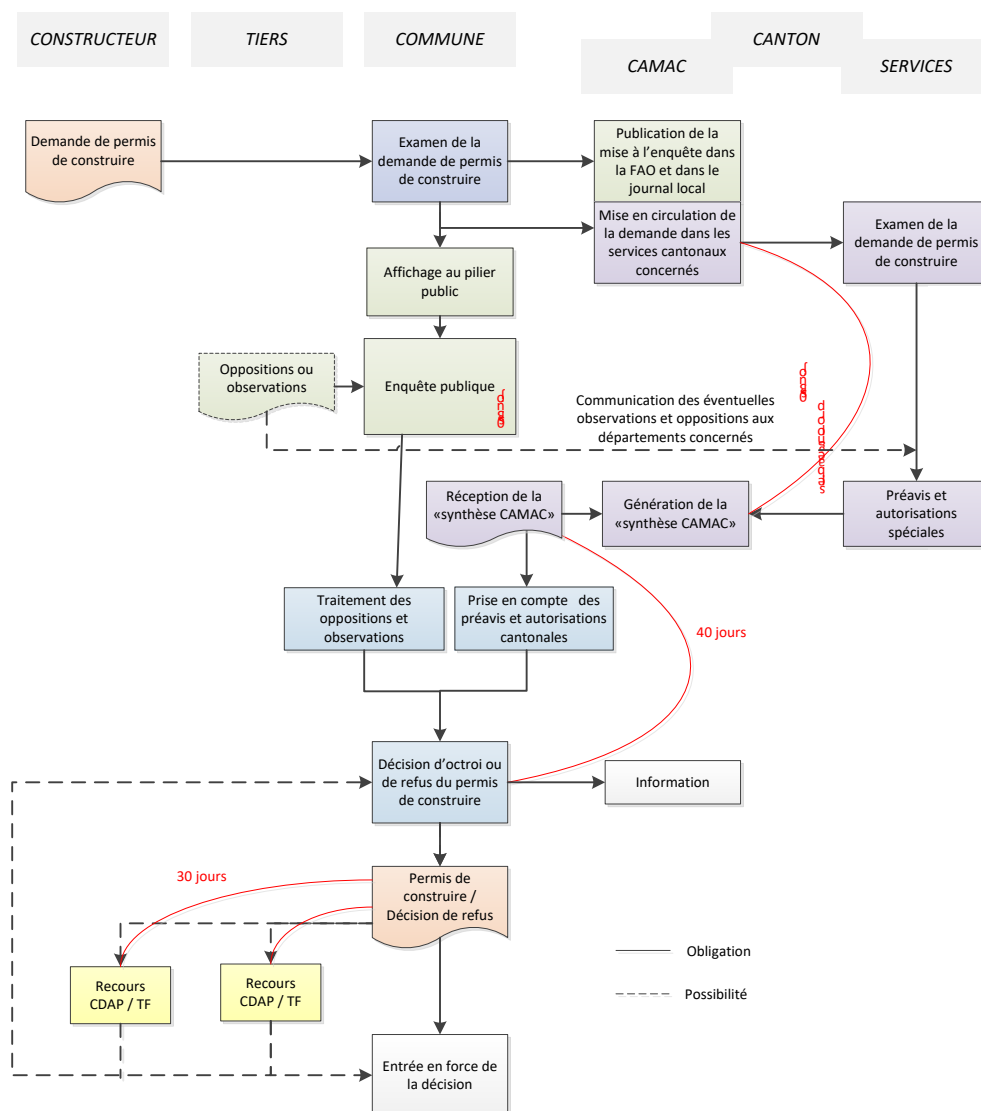 CONSTRUCTEUR
TIERS
COMMUNE
CANTON
CAMAC
SERVICES
Demande de permis
de construire
Examen de la
demande de permis
de construire
Publication de la
mise à l'enquête dans
la FAO et dans le
journal local
Mise en circulation de
la demande dans les
services cantonaux
concernés
Examen de la
demande de permis
de construire
Affichage au pilier
public
Oppositions ou
observations
Enquête publique
Communication des éventuelles
observations et oppositions aux
départements concernés
Réception de la
«synthèse CAMAC»
Génération de la
«synthèse CAMAC»
Préavis et
autorisations
spéciales
Traitement des
oppositions et
observations
Prise en compte des
préavis et autorisations
cantonales
40 jours
Décision d'octroi ou
de refus du permis
de construire
Information
30 jours
Permis de
construire /
Décision de refus
Obligation
Recours
CDAP / TF
Recours
CDAP / TF
Possibilité
Entrée en force de
la décision